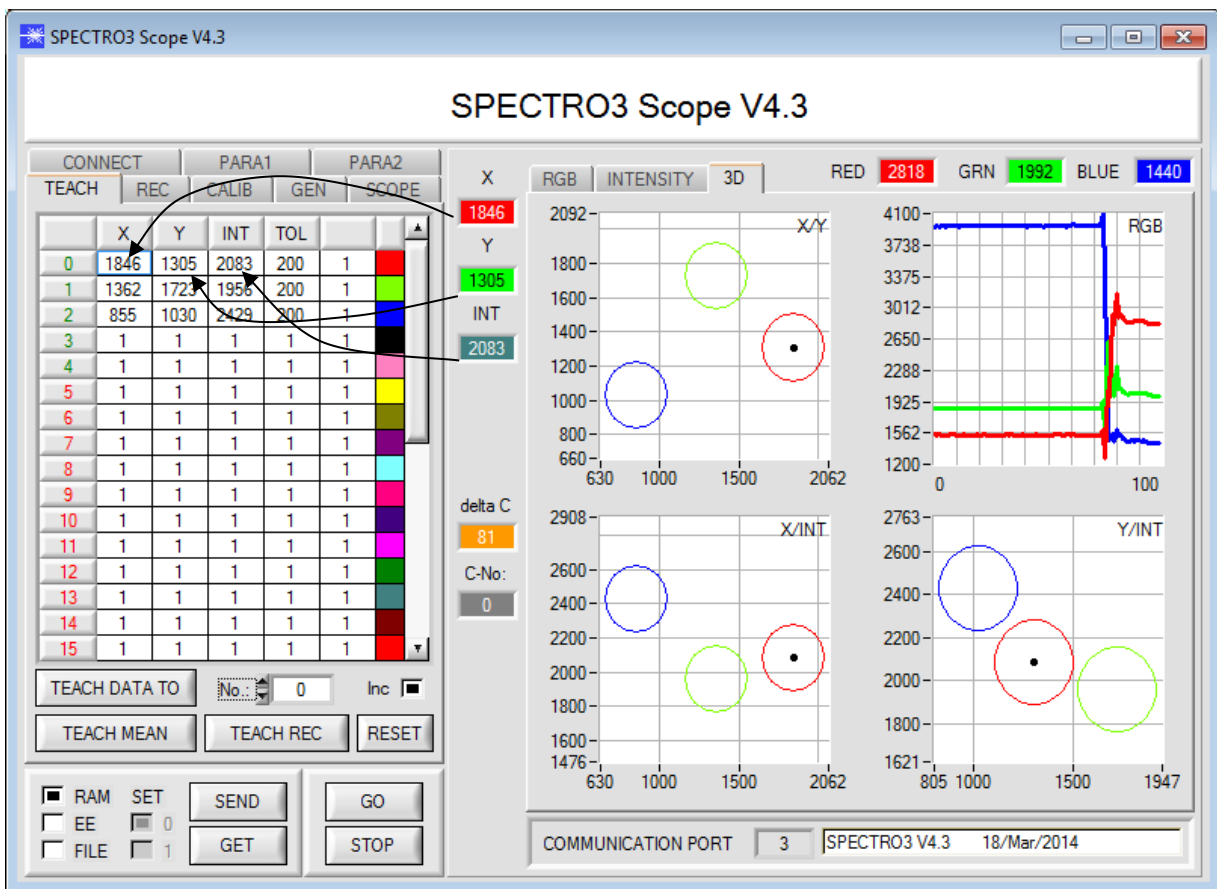 SPECTRO3 Scope V4.3
SPECTRO3 Scope V4.3
CONNECT PARA1 PARA2
TEACH REC CALIB GEN SCOPE
X Y INT TOL
0 1846 1305 2083 200 1
1 1362 1723 1956 200 1
2 855 1030 2429 200 1
3 1 1 1 1 1
4 1 1 1 1 1
5 1 1 1 1 1
6 1 1 1 1 1
7 1 1 1 1 1
8 1 1 1 1 1
9 1 1 1 1 1
10 1 1 1 1 1
11 1 1 1 1 1
12 1 1 1 1 1
13 1 1 1 1 1
14 1 1 1 1 1
15 1 1 1 1 1
TEACH DATA TO No.: 0 Inc
TEACH MEAN TEACH REC RESET
RAM SET SEND GO
EE 0
FILE 1 GET STOP
X
1846
Y
1305
INT
2083
delta C
81
C-No:
0
RGB INTENSITY 3D RED 2818 GRN 1992 BLUE 1440
X/Y
2092
1800
1600
1400
1200
1000
800
660
630 1000 1500 2062
RGB
4100
3738
3375
3012
2650
2288
1925
1562
1200
0 100
X/INT
2908
2600
2400
2200
2000
1800
1600
1476
630 1000 1500 2062
Y/INT
2763
2600
2400
2200
2000
1800
1621
805 1000 1500 1947
COMMUNICATION PORT 3 SPECTRO3 V4.3 18/Mar/2014